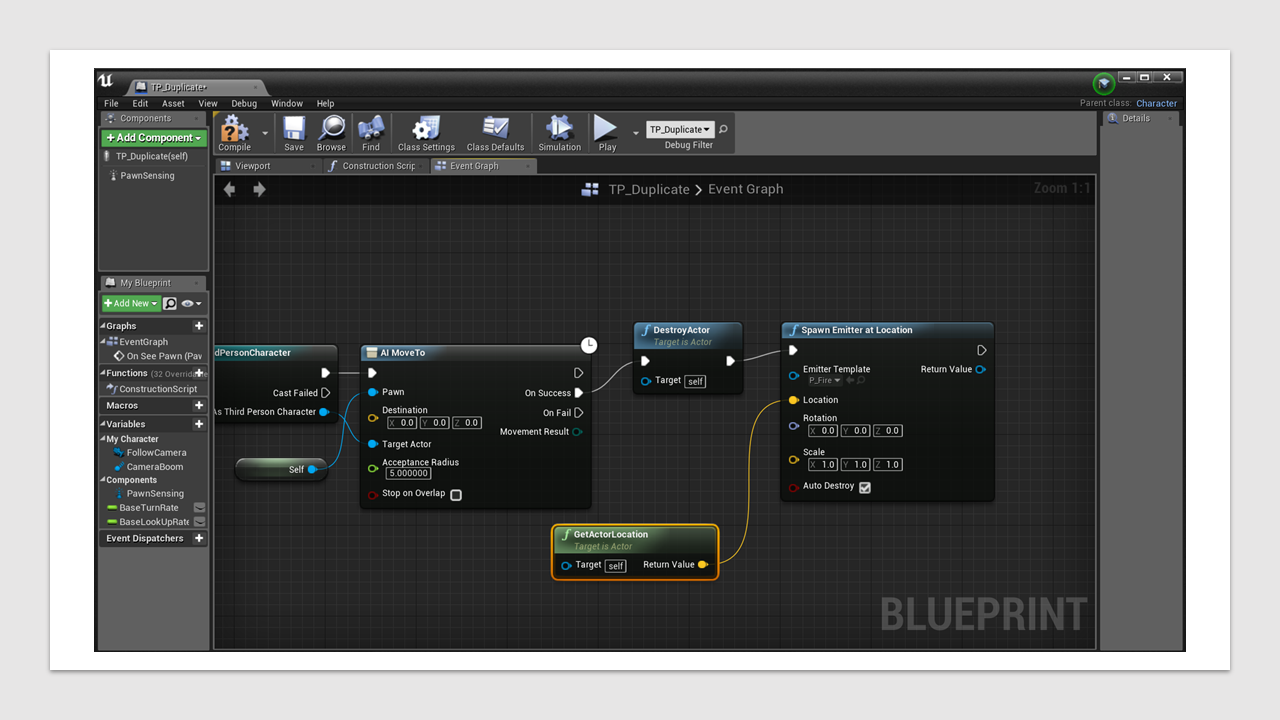 TP_Duplicate*
File Edit Asset View Debug Window Help
Parent class: Character
Components
+ Add Component
TP_Duplicate(self)
PawnSensing
Compile
Save
Browse
Find
Class Settings
Class Defaults
Simulation
Play
TP_Duplicate
Debug Filter
Details
Viewport
Construction Scrip
Event Graph
TP_Duplicate > Event Graph
Zoom 1:1
My Blueprint
+ Add New
Graphs
EventGraph
On See Pawn (Paw
Functions (32 Overridable
ConstructionScript
Macros
Variables
My Character
FollowCamera
CameraBoom
Components
PawnSensing
BaseTurnRate
BaseLookUpRate
Event Dispatchers
dPersonCharacter
Cast Failed
As Third Person Character
Self
AI MoveTo
Pawn
On Success
Destination
X 0.0 Y 0.0 Z 0.0
On Fail
Movement Result
Target Actor
Acceptance Radius
5.000000
Stop on Overlap
DestroyActor
Target is Actor
Target self
Spawn Emitter at Location
Emitter Template
P_Fire
Return Value
Location
Rotation
X 0.0 Y 0.0 Z 0.0
Scale
X 1.0 Y 1.0 Z 1.0
Auto Destroy
GetActorLocation
Target is Actor
Target self Return Value
BLUEPRINT